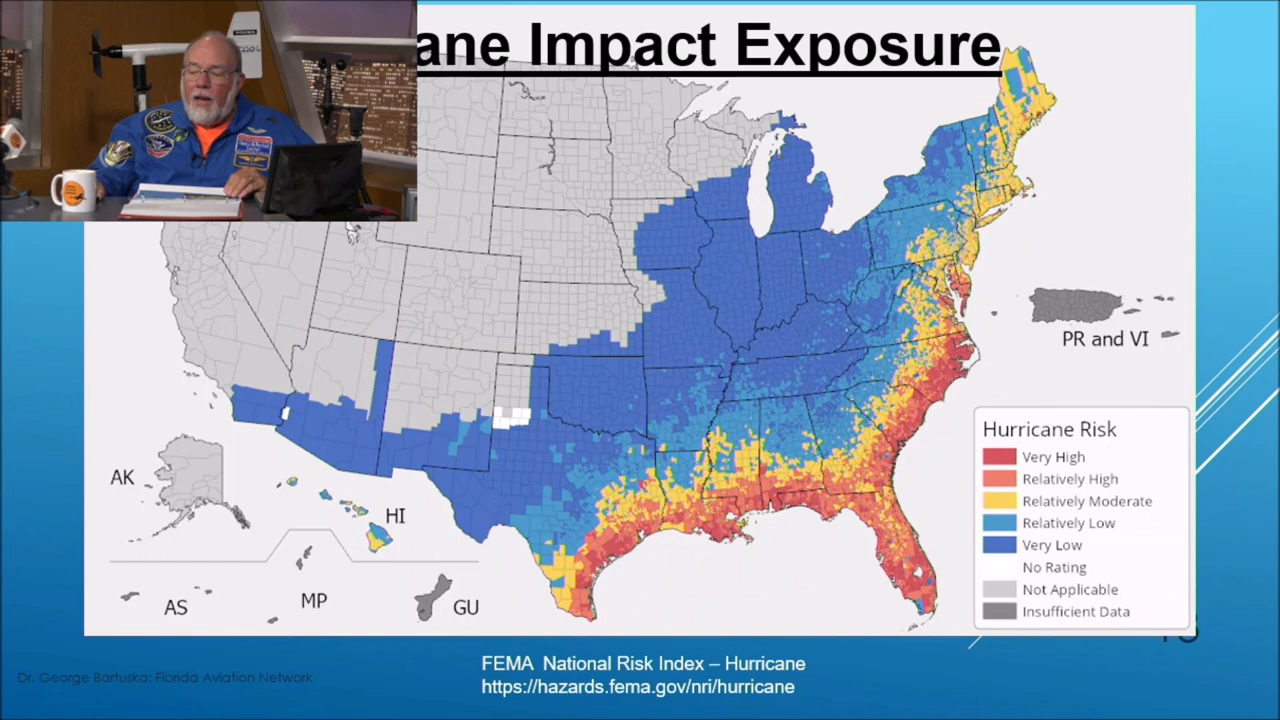 ane Impact Exposure
PR and VI
AK
HI
AS
MP
GU
Hurricane Risk
Very High
Relatively High
Relatively Moderate
Relatively Low
Very Low
No Rating
Not Applicable
Insufficient Data
FEMA National Risk Index – Hurricane
https://hazards.fema.gov/nri/hurricane
Dr. George Bartuska; Florida Aviation Network